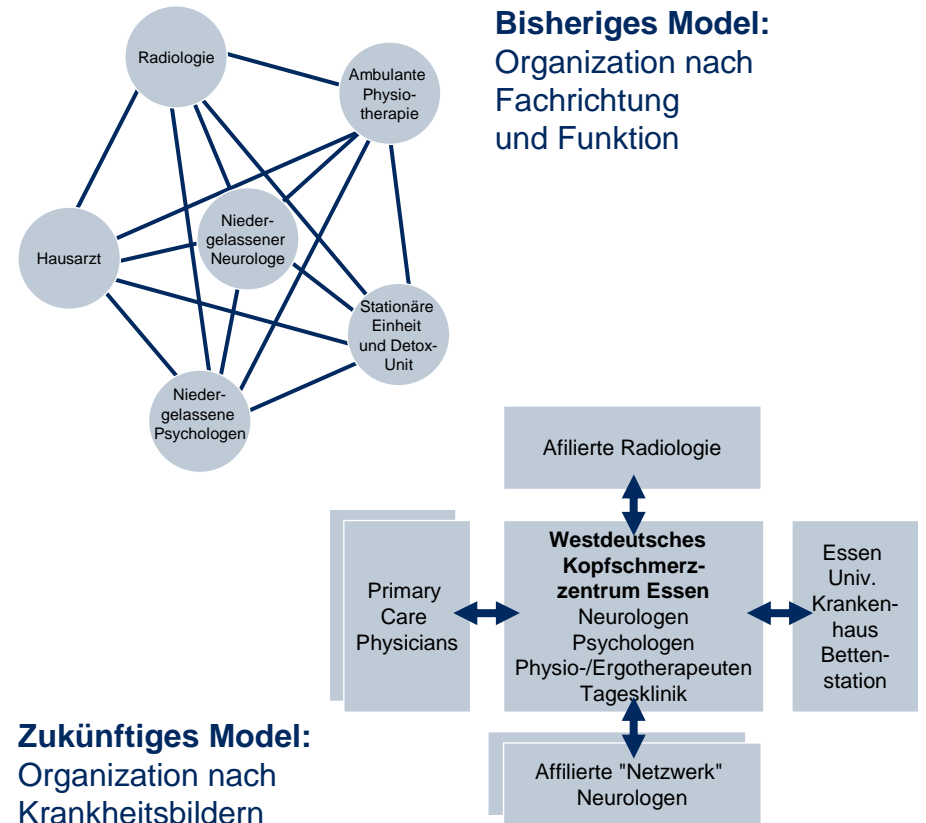 Bisheriges Model:
Organization nach
Fachrichtung
und Funktion
Radiologie
Ambulante
Physio-
therapie
Hausarzt
Nieder-
gelassener
Neurologe
Stationäre
Einheit
und Detox-
Unit
Nieder-
gelassene
Psychologen
Afilierte Radiologie
Primary
Care
Physicians
Westdeutsches
Kopfschmerz-
zentrum Essen
Neurologen
Psychologen
Physio-/Ergotherapeuten
Tagesklinik
Essen
Univ.
Kranken-
haus
Betten-
station
Affilierte "Netzwerk"
Neurologen
Zukünftiges Model:
Organization nach
Krankheitsbildern